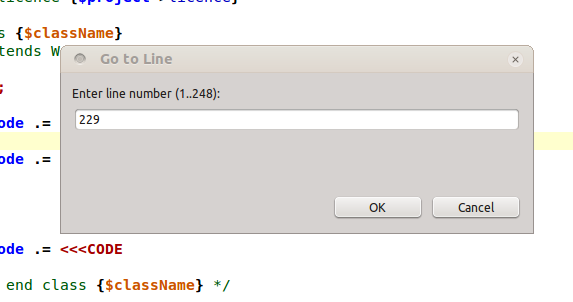 {$project->licence}
s {$className}
tends W
Go to Line
;
Enter line number (1..248):
ode .=
229
ode .=
OK
Cancel
ode .= <<<CODE
end class {$className} */